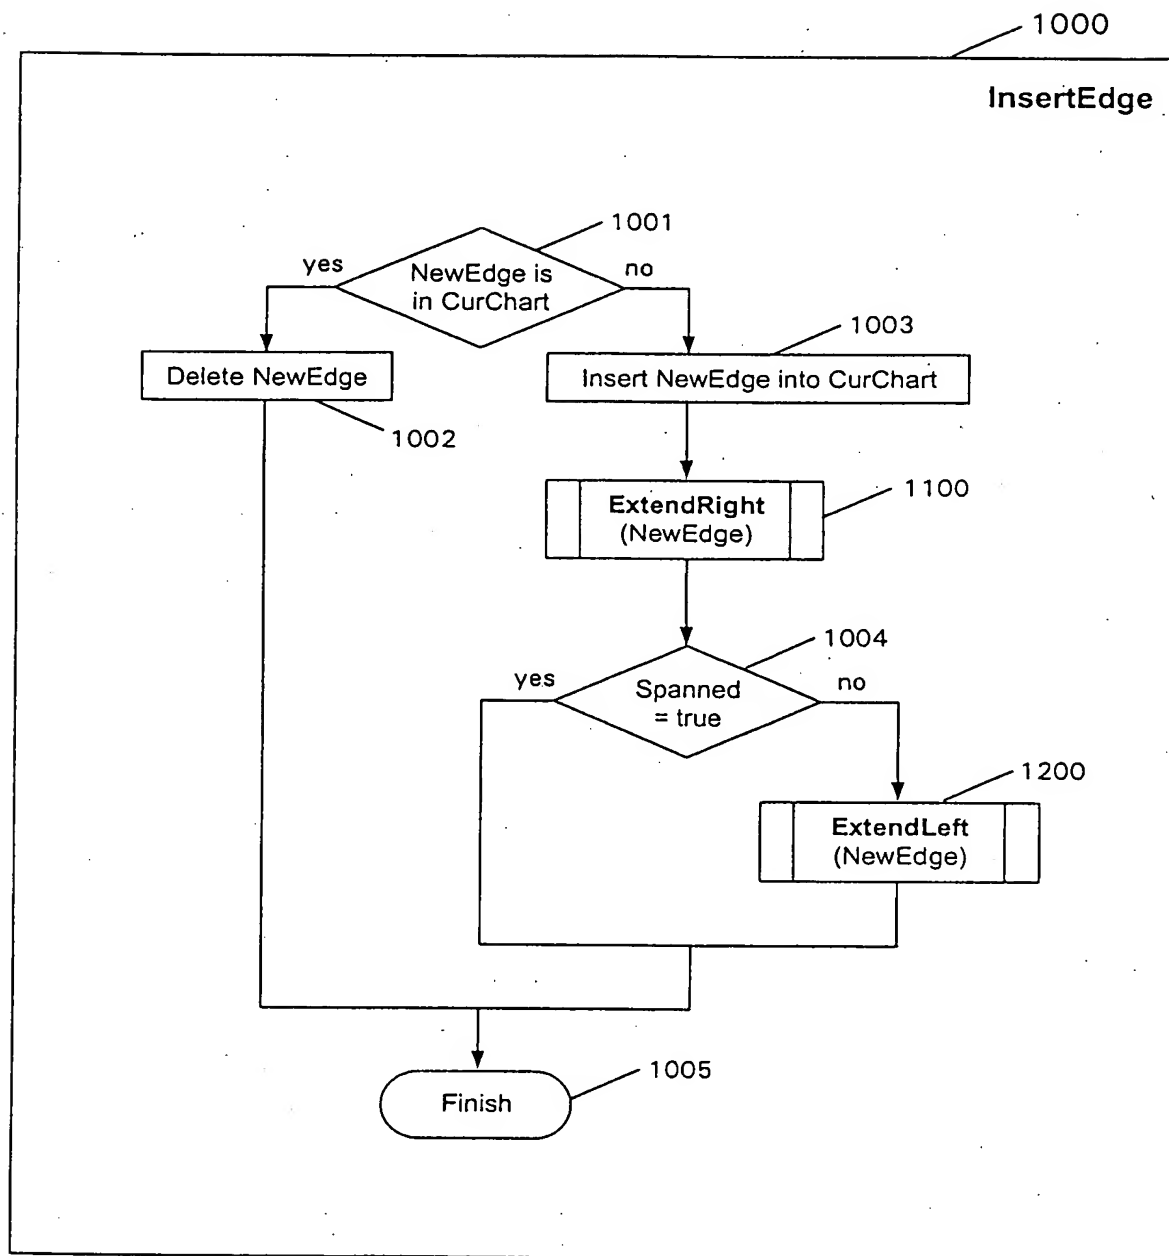 1000
InsertEdge
1001
yes
NewEdge is
in CurChart
no
1003
Delete NewEdge
Insert NewEdge into CurChart
1002
1100
ExtendRight
(NewEdge)
1004
yes
Spanned
= true
no
1200
ExtendLeft
(NewEdge)
1005
Finish